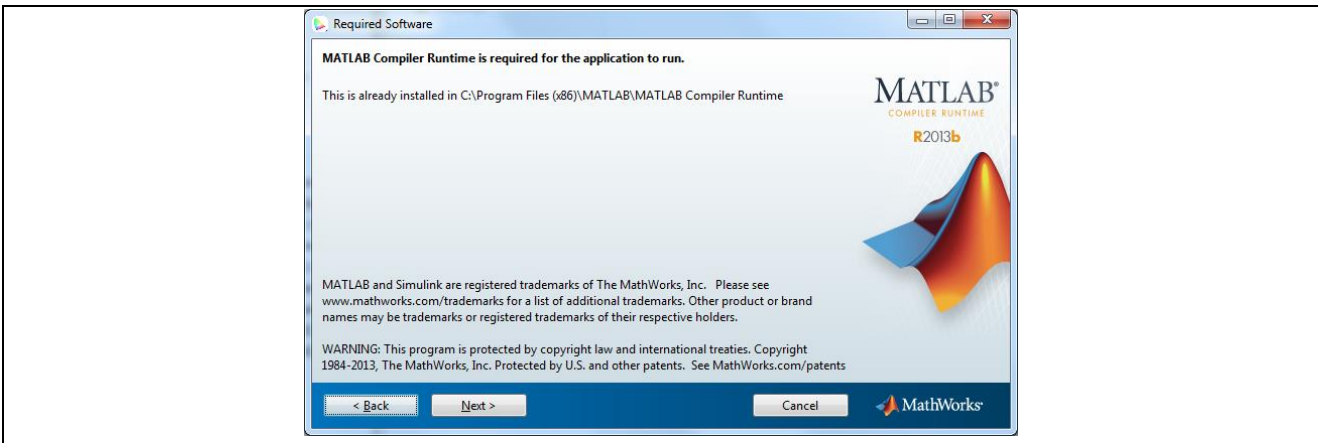 Required Software
MATLAB Compiler Runtime is required for the application to run.
This is already installed in C:\Program Files (x86)\MATLAB\MATLAB Compiler Runtime
MATLAB®
COMPILER RUNTIME
R2013b
MATLAB and Simulink are registered trademarks of The MathWorks, Inc. Please see
www.mathworks.com/trademarks for a list of additional trademarks. Other product or brand
names may be trademarks or registered trademarks of their respective holders.
WARNING: This program is protected by copyright law and international treaties. Copyright
1984-2013, The MathWorks, Inc. Protected by U.S. and other patents. See MathWorks.com/patents
< Back Next > Cancel MathWorks®